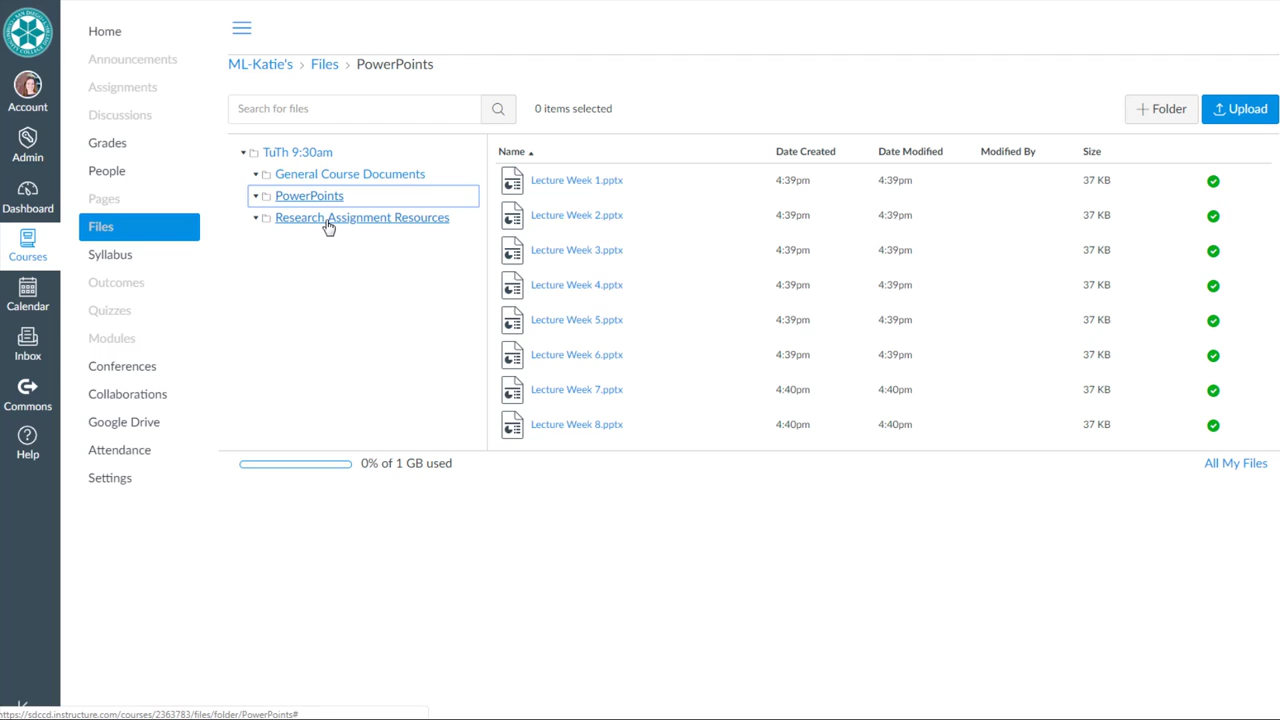 Home
Announcements
Assignments
Discussions
Grades
People
Pages
Files
Syllabus
Outcomes
Quizzes
Modules
Conferences
Collaborations
Google Drive
Attendance
Settings
Account
Admin
Dashboard
Courses
Calendar
Inbox
Commons
Help
ML-Katie's > Files > PowerPoints
Search for files 0 items selected + Folder Upload
TuTh 9:30am
General Course Documents
PowerPoints
Research Assignment Resources
Name Date Created Date Modified Modified By Size
Lecture Week 1.pptx 4:39pm 4:39pm 37 KB
Lecture Week 2.pptx 4:39pm 4:39pm 37 KB
Lecture Week 3.pptx 4:39pm 4:39pm 37 KB
Lecture Week 4.pptx 4:39pm 4:39pm 37 KB
Lecture Week 5.pptx 4:39pm 4:39pm 37 KB
Lecture Week 6.pptx 4:39pm 4:39pm 37 KB
Lecture Week 7.pptx 4:40pm 4:40pm 37 KB
Lecture Week 8.pptx 4:40pm 4:40pm 37 KB
0% of 1 GB used All My Files
https://sdccd.instructure.com/courses/2363783/files/folder/PowerPoints#